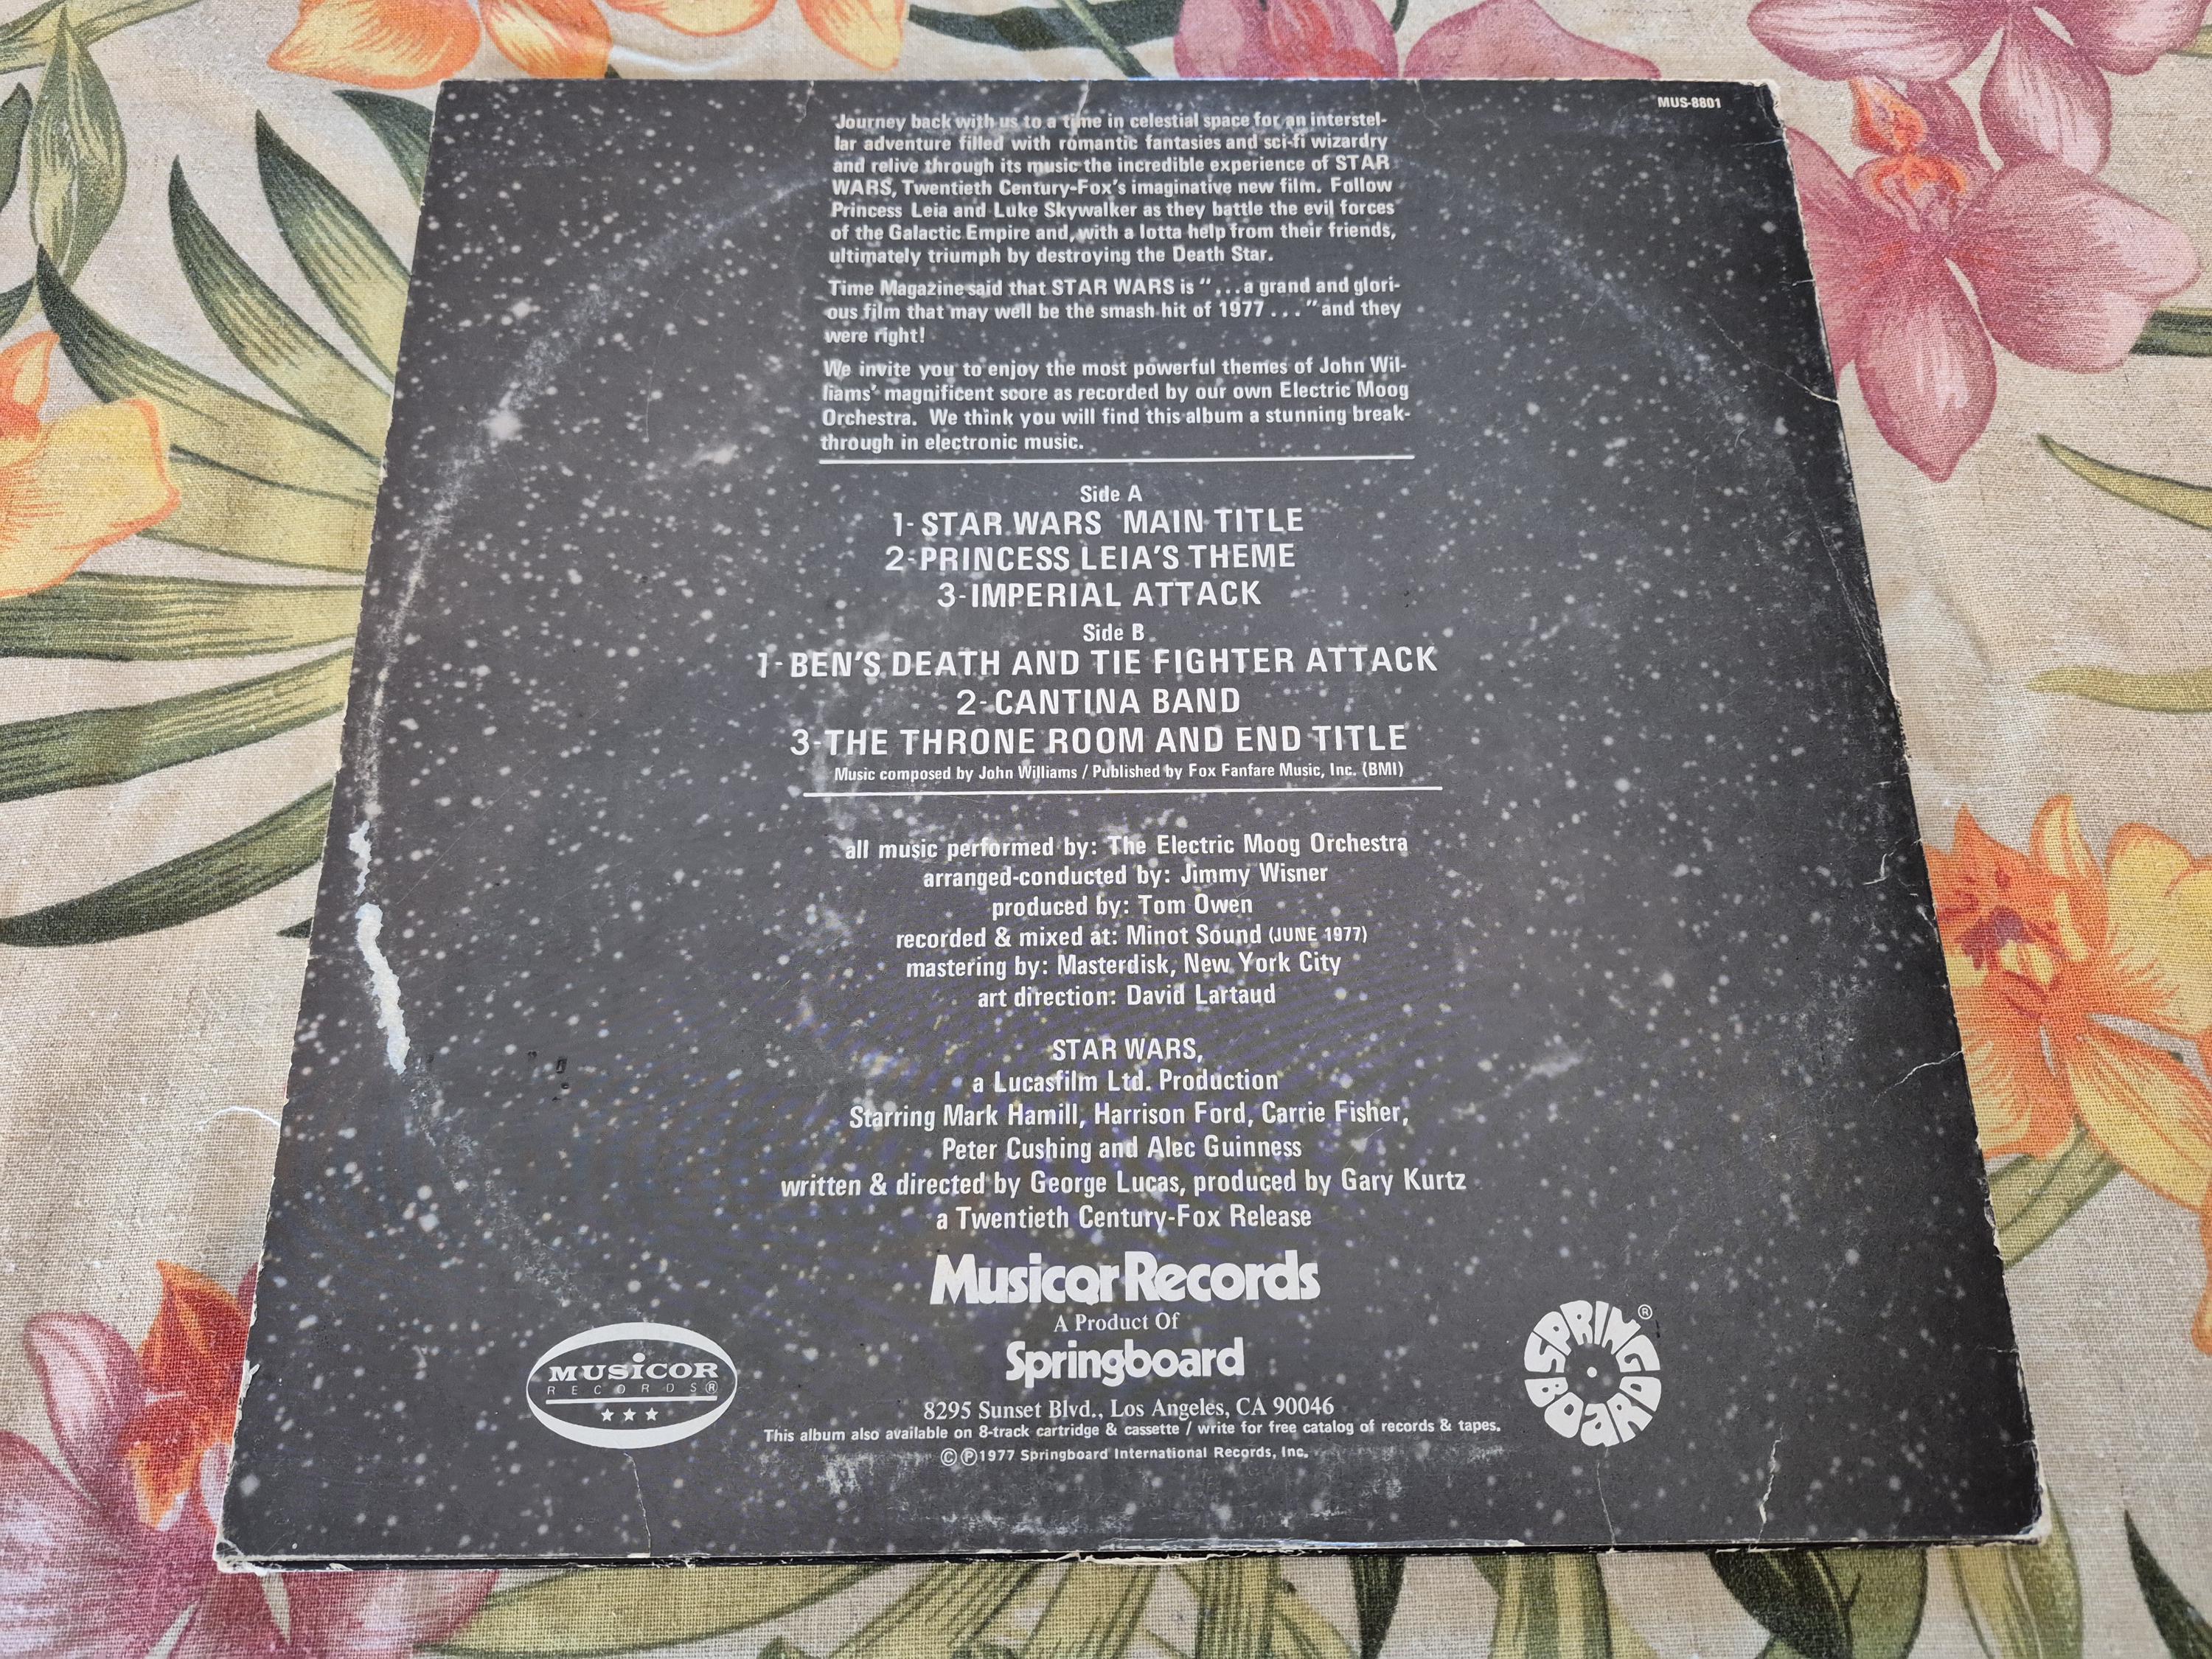 MUS-8801
Journey back with us to a time in celestial space for an interstel-
lar adventure filled with romantic fantasies and sci-fi wizardry
and relive through its music the incredible experience of STAR
WARS, Twentieth Century-Fox's imaginative new film. Follow
Princess Leia and Luke Skywalker as they battle the evil forces
of the Galactic Empire and, with a lotta help from their friends,
ultimately triumph by destroying the Death Star.
Time Magazine said that STAR WARS is "...a grand and glori-
ous film that may well be the smash hit of 1977 ..." and they
were right!
We invite you to enjoy the most powerful themes of John Wil-
liams' magnificent score as recorded by our own Electric Moog
Orchestra. We think you will find this album a stunning break-
through in electronic music.
Side A
1-STAR WARS MAIN TITLE
2-PRINCESS LEIA'S THEME
3-IMPERIAL ATTACK
Side B
1-BEN'S DEATH AND TIE FIGHTER ATTACK
2-CANTINA BAND
3-THE THRONE ROOM AND END TITLE
Music composed by John Williams / Published by Fox Fanfare Music, Inc. (BMI)
all music performed by: The Electric Moog Orchestra
arranged-conducted by: Jimmy Wisner
produced by: Tom Owen
recorded & mixed at: Minot Sound (JUNE 1977)
mastering by: Masterdisk, New York City
art direction: David Lartaud
STAR WARS,
a Lucasfilm Ltd. Production
Starring Mark Hamill, Harrison Ford, Carrie Fisher,
Peter Cushing and Alec Guinness
written & directed by George Lucas, produced by Gary Kurtz
a Twentieth Century-Fox Release
Musicor Records
A Product Of
Springboard
8295 Sunset Blvd., Los Angeles, CA 90046
This album also available on 8-track cartridge & cassette / write for free catalog of records & tapes.
©℗1977 Springboard International Records, Inc.
MUSICOR
RECORDS®
SPRINGBOARD®